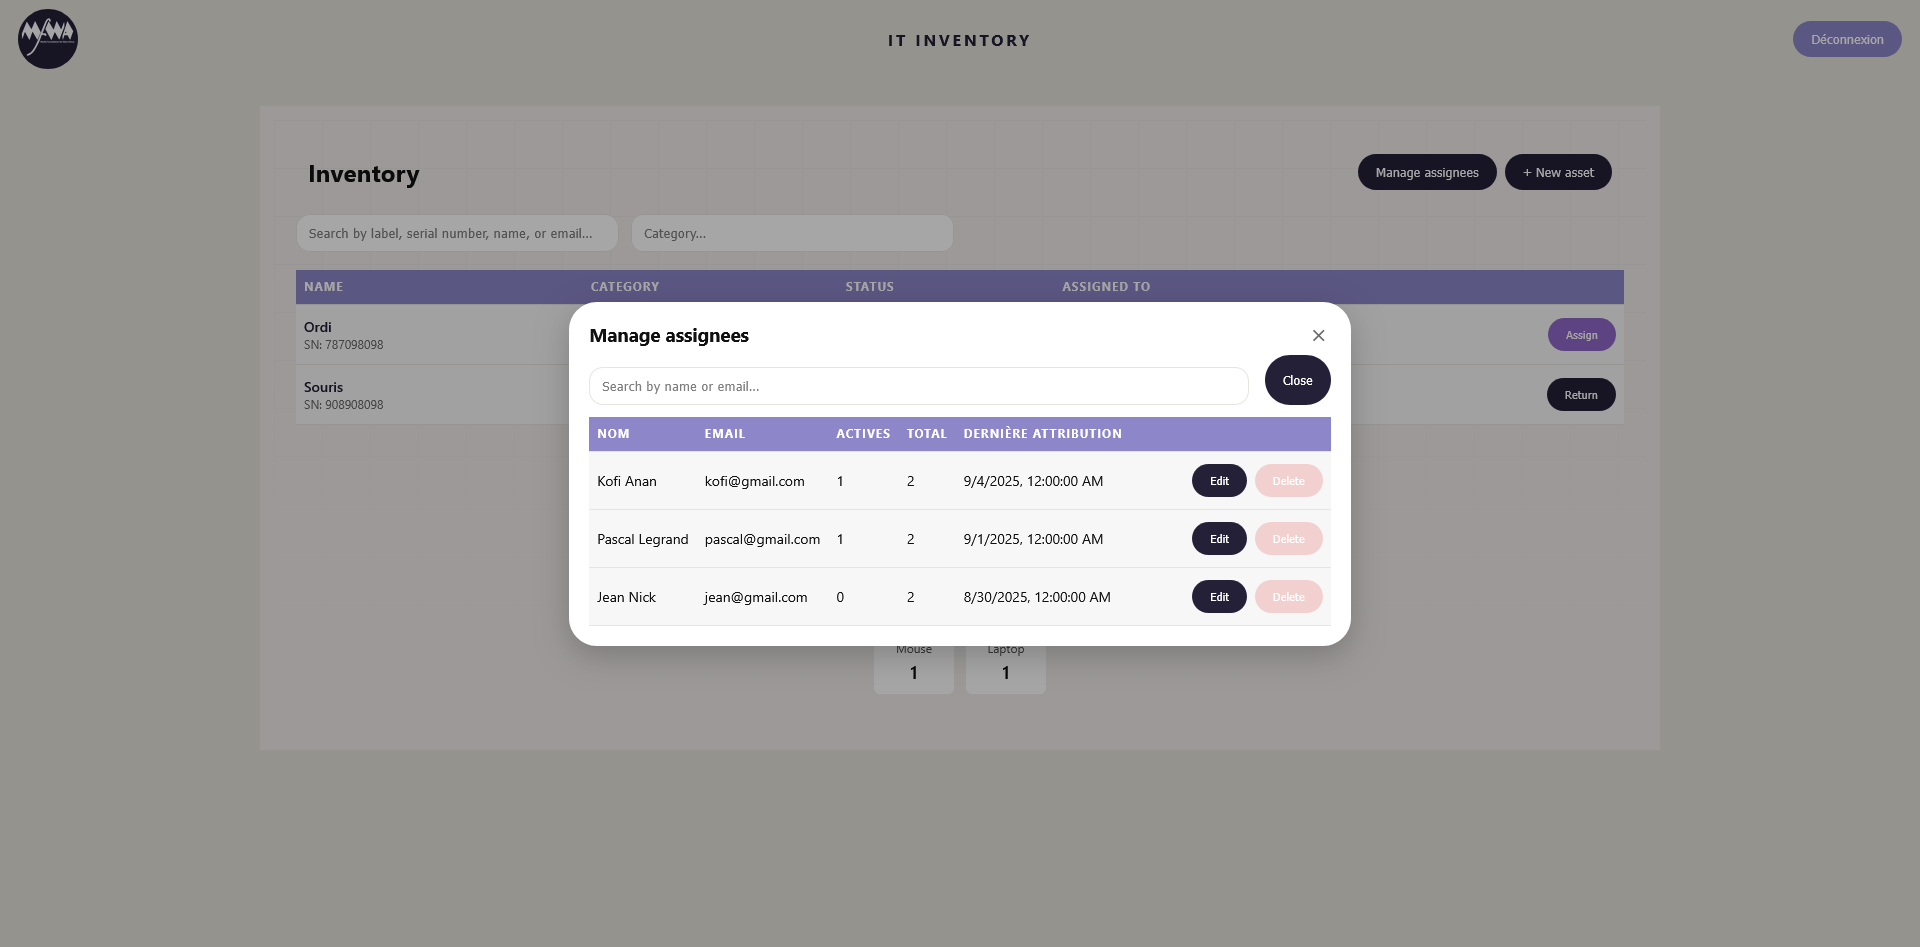 IT INVENTORY
Déconnexion
Inventory
Manage assignees
+ New asset
Search by label, serial number, name, or email...
Category...
NAME CATEGORY STATUS ASSIGNED TO
Ordi
SN: 787098098
Assign
Souris
SN: 908908098
Return
Manage assignees
×
Search by name or email...
Close
NOM EMAIL ACTIVES TOTAL DERNIÈRE ATTRIBUTION
Kofi Anan kofi@gmail.com 1 2 9/4/2025, 12:00:00 AM Edit Delete
Pascal Legrand pascal@gmail.com 1 2 9/1/2025, 12:00:00 AM Edit Delete
Jean Nick jean@gmail.com 0 2 8/30/2025, 12:00:00 AM Edit Delete
Mouse Laptop
1 1